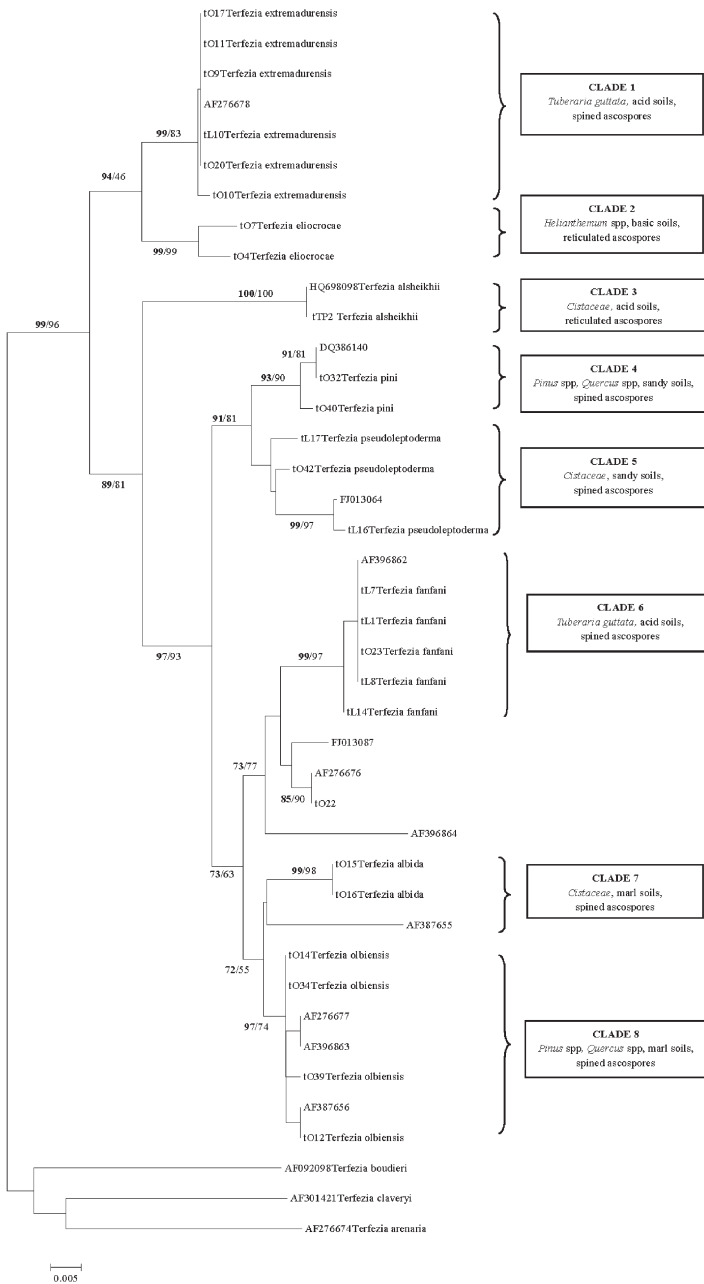 tO17Terfezia extremadurensis
tO11Terfezia extremadurensis
tO9Terfezia extremadurensis
AF276678
tL10Terfezia extremadurensis
tO20Terfezia extremadurensis
tO10Terfezia extremadurensis
99/83
CLADE 1
Tuberaria guttata, acid soils,
spined ascospores
94/46
tO7Terfezia eliocrocae
tO4Terfezia eliocrocae
99/99
CLADE 2
Helianthemum spp, basic soils,
reticulated ascospores
99/96
HQ698098Terfezia alsheikhii
tTP2 Terfezia alsheikhii
100/100
CLADE 3
Cistaceae, acid soils,
reticulated ascospores
DQ386140
91/81
tO32Terfezia pini
93/90
tO40Terfezia pini
CLADE 4
Pinus spp, Quercus spp, sandy soils,
spined ascospores
91/81
tL17Terfezia pseudoleptoderma
tO42Terfezia pseudoleptoderma
FJ013064
99/97
tL16Terfezia pseudoleptoderma
CLADE 5
Cistaceae, sandy soils,
spined ascospores
89/81
AF396862
tL7Terfezia fanfani
tL1Terfezia fanfani
tO23Terfezia fanfani
tL8Terfezia fanfani
tL14Terfezia fanfani
99/97
CLADE 6
Tuberaria guttata, acid soils,
spined ascospores
97/93
FJ013087
AF276676
85/90
tO22
73/77
AF396864
tO15Terfezia albida
99/98
tO16Terfezia albida
AF387655
CLADE 7
Cistaceae, marl soils,
spined ascospores
73/63
72/55
tO14Terfezia olbiensis
tO34Terfezia olbiensis
AF276677
97/74
AF396863
tO39Terfezia olbiensis
AF387656
tO12Terfezia olbiensis
CLADE 8
Pinus spp, Quercus spp, marl soils,
spined ascospores
AF092098Terfezia boudieri
AF301421Terfezia claveryi
AF276674Terfezia arenaria
0.005